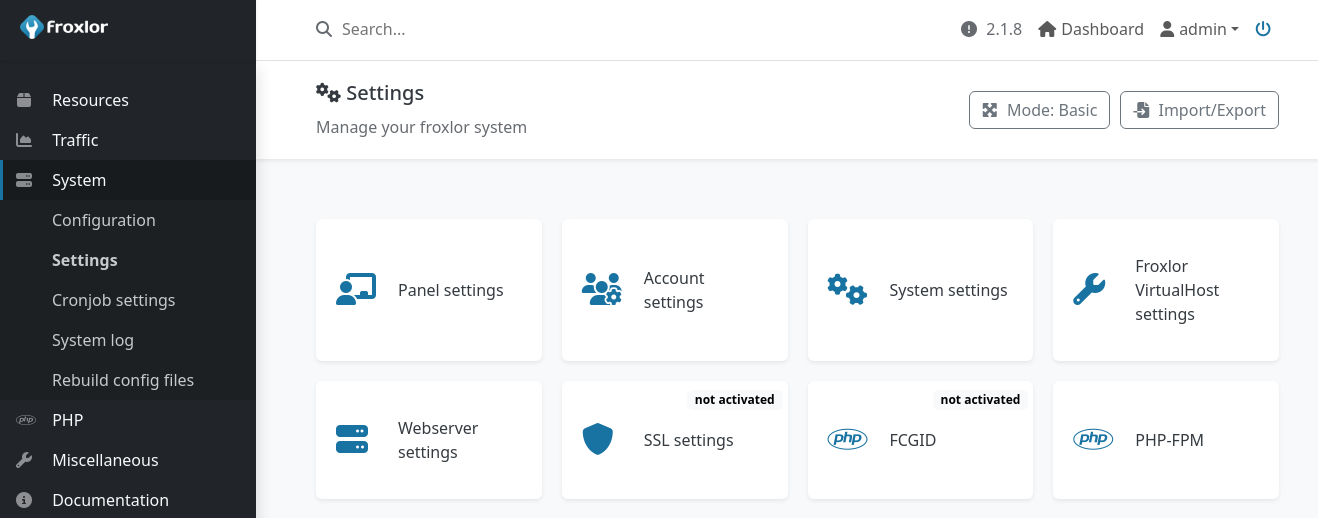 froxlor
Search...
2.1.8
Dashboard
admin
Resources
Traffic
System
Configuration
Settings
Cronjob settings
System log
Rebuild config files
php
PHP
Miscellaneous
Documentation
Settings
Manage your froxlor system
Mode: Basic
Import/Export
Panel settings
Account
settings
System settings
Froxlor
VirtualHost
settings
Webserver
settings
not activated
SSL settings
not activated
php
FCGID
php
PHP-FPM